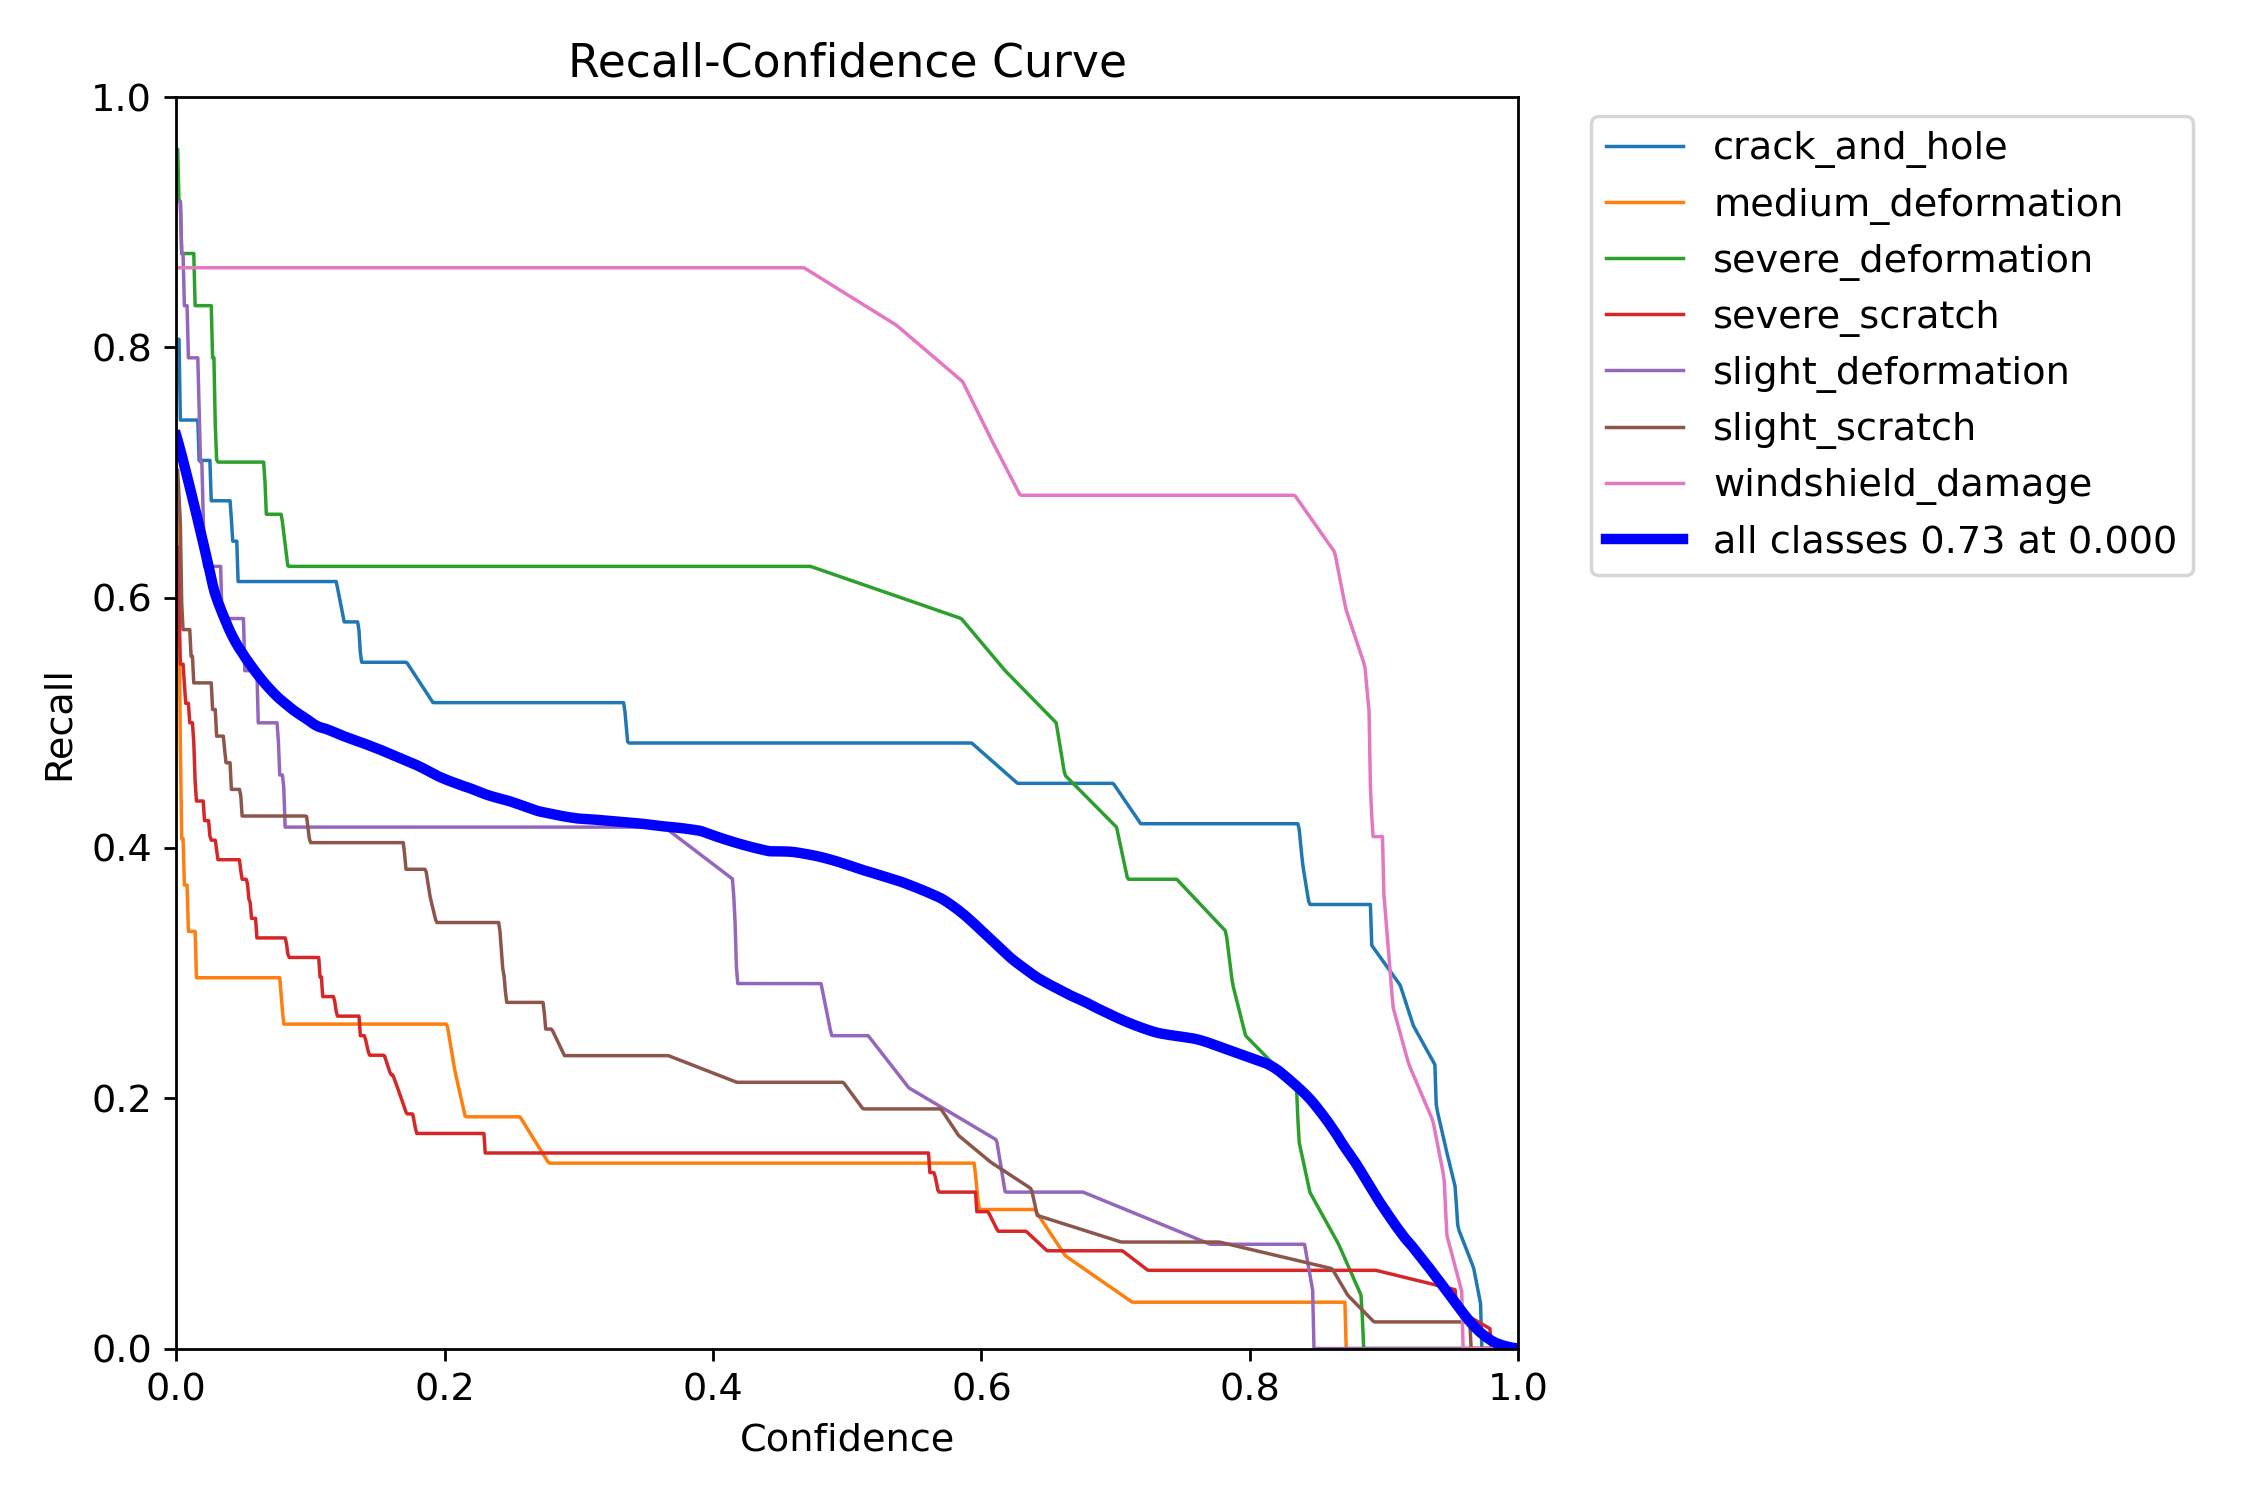 Recall-Confidence Curve
1.0
0.8
0.6
0.4
0.2
0.0
Recall
0.0
0.2
0.4
0.6
0.8
1.0
Confidence
crack_and_hole
medium_deformation
severe_deformation
severe_scratch
slight_deformation
slight_scratch
windshield_damage
all classes 0.73 at 0.000